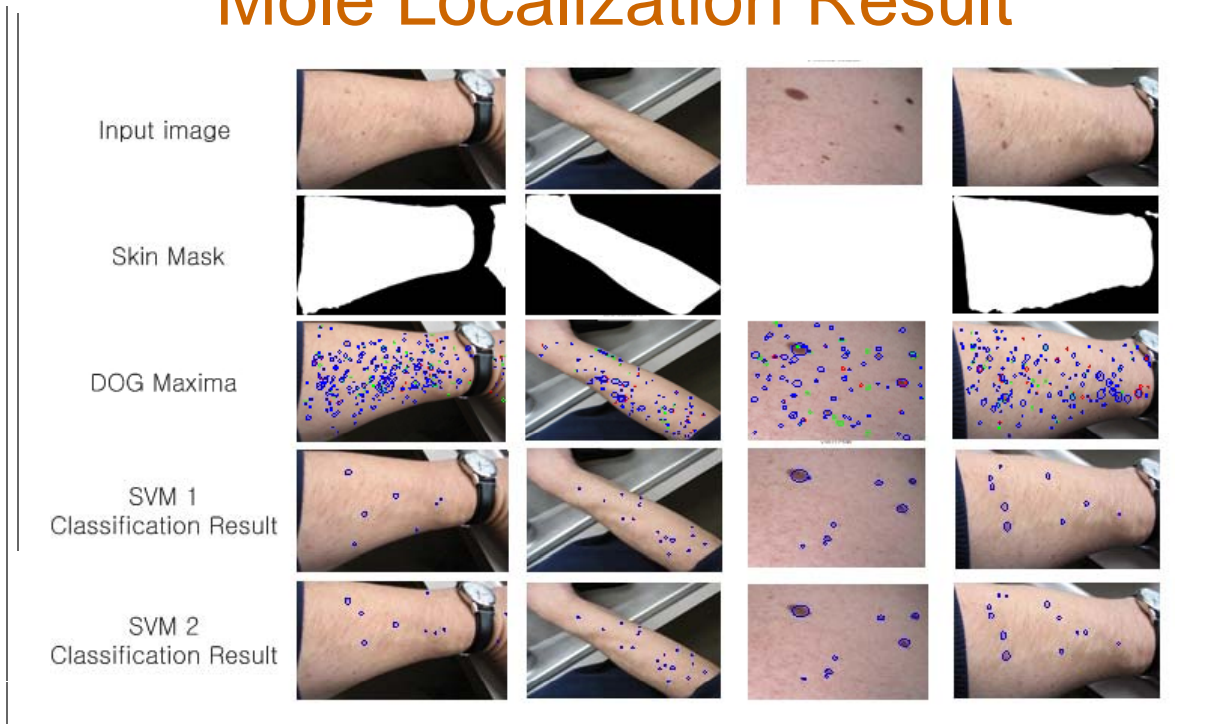 Mole Localization Result
Input image
Skin Mask
DOG Maxima
SVM 1
Classification Result
SVM 2
Classification Result